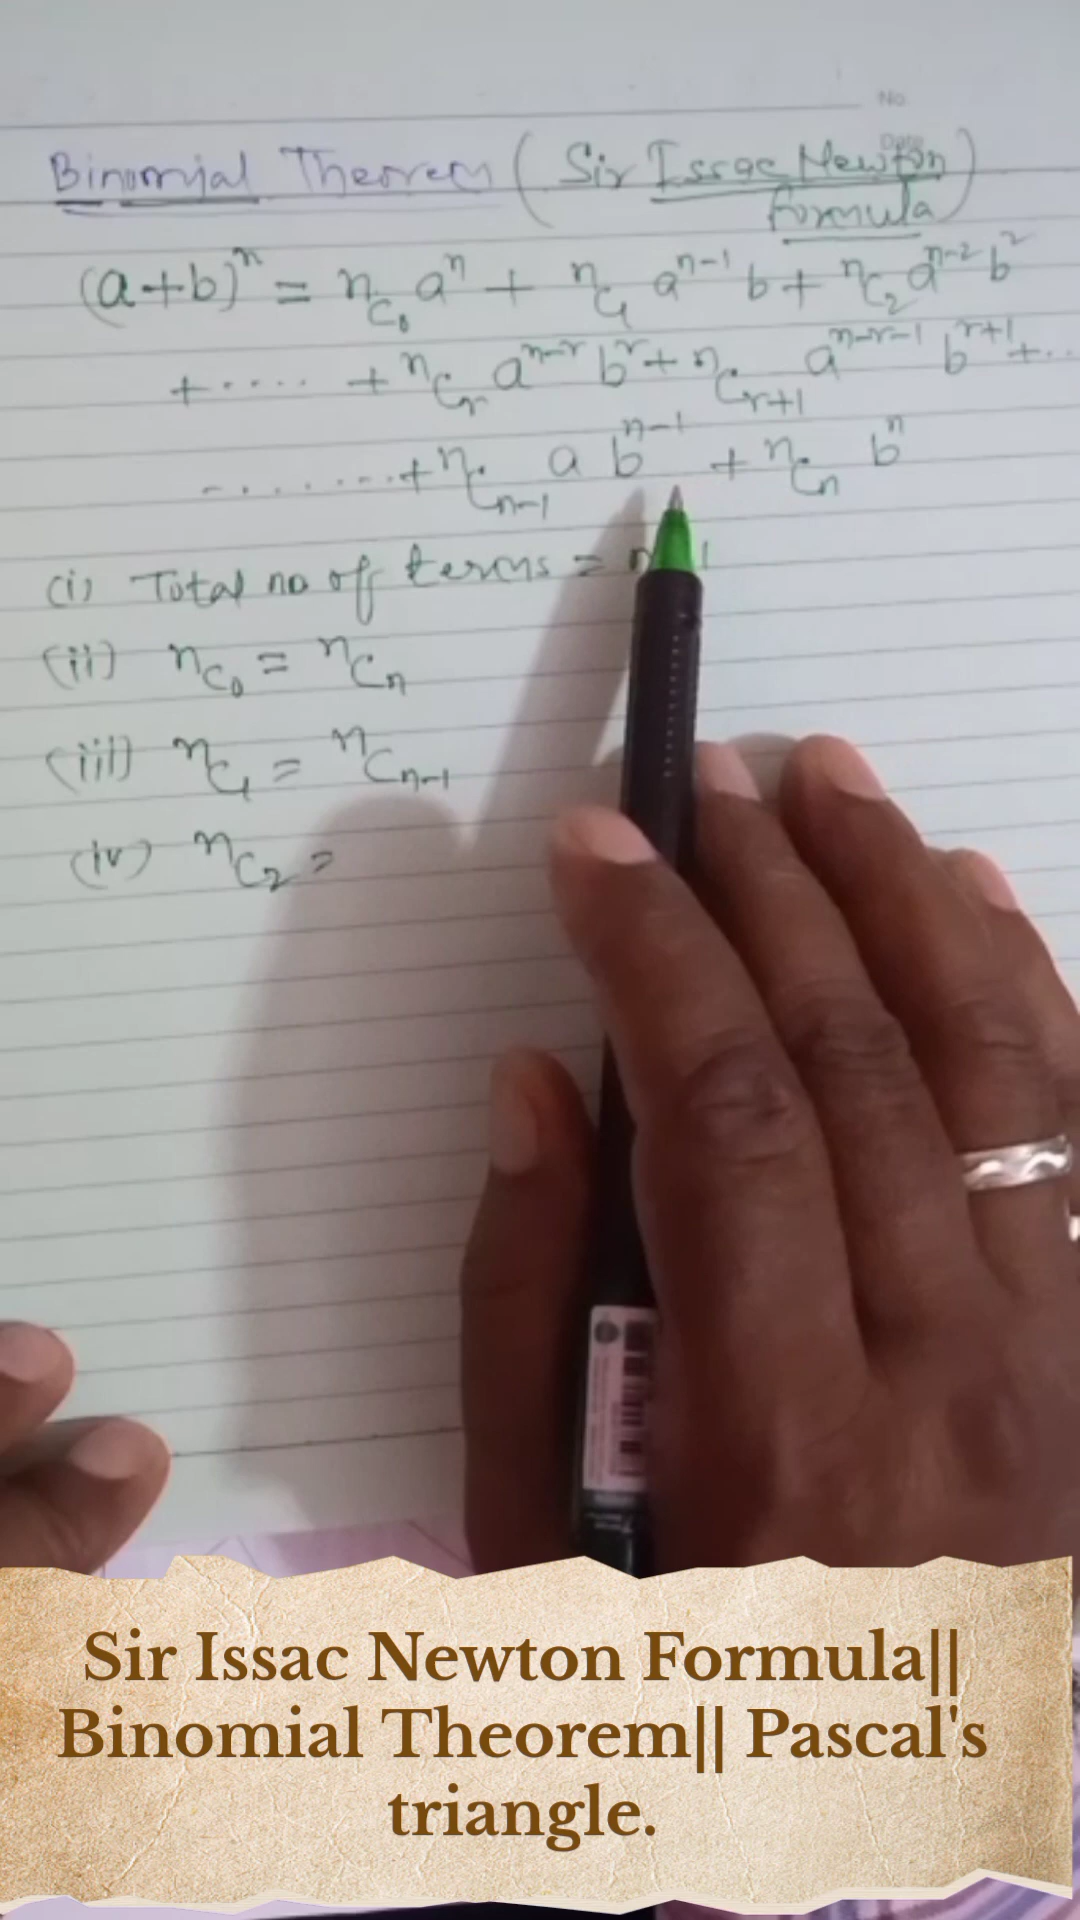 No
Date
Binomial Theorem ( Sir Issac Newton
formula )
(a+b)ⁿ = ⁿC₀ aⁿ + ⁿC₁ aⁿ⁻¹ b + ⁿC₂ aⁿ⁻² b²
+ ..... + ⁿCᵣ aⁿ⁻ʳ bʳ + ⁿCᵣ₊₁ aⁿ⁻ʳ⁻¹ bʳ⁺¹ + ...
........ + ⁿCₙ₋₁ a bⁿ⁻¹ + ⁿCₙ bⁿ
(i) Total no of terms = n 1
(ii) ⁿC₀ = ⁿCₙ
(iii) ⁿC₁ = ⁿCₙ₋₁
(iv) ⁿC₂ =
Sir Issac Newton Formula||
Binomial Theorem|| Pascal's
triangle.